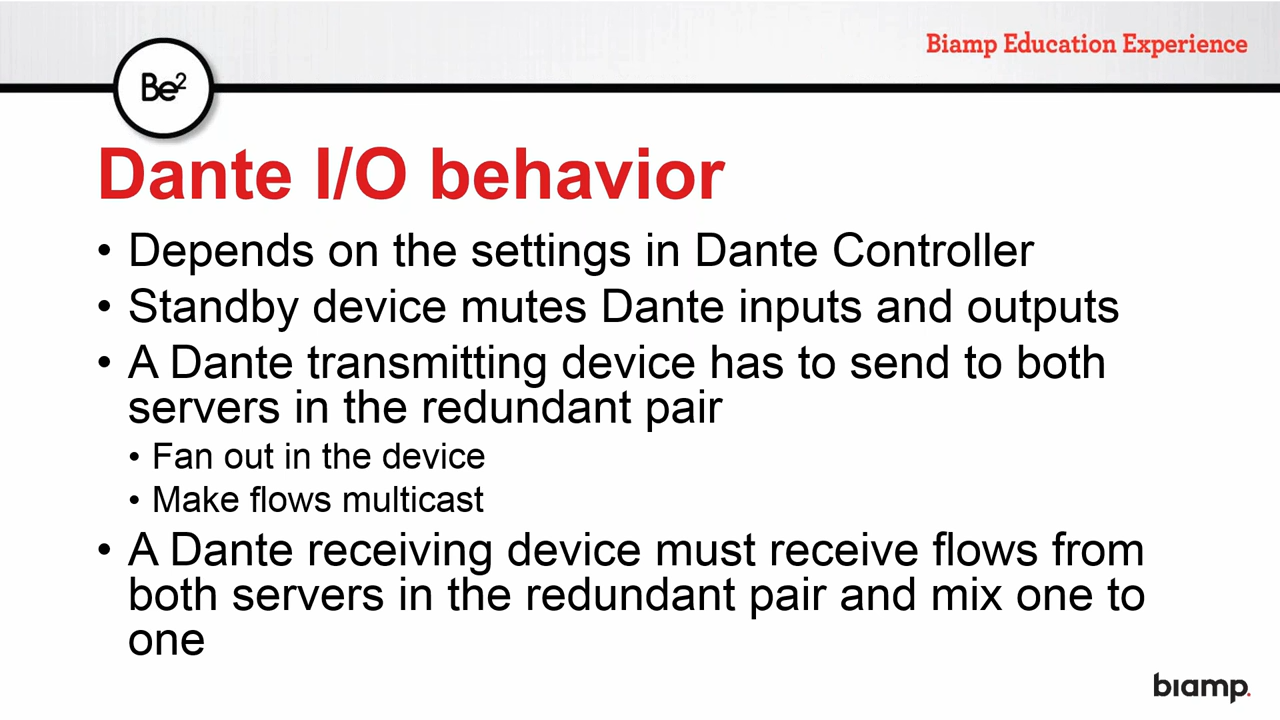 Biamp Education Experience
Be²
Dante I/O behavior
• Depends on the settings in Dante Controller
• Standby device mutes Dante inputs and outputs
• A Dante transmitting device has to send to both
servers in the redundant pair
• Fan out in the device
• Make flows multicast
• A Dante receiving device must receive flows from
both servers in the redundant pair and mix one to
one
biamp.